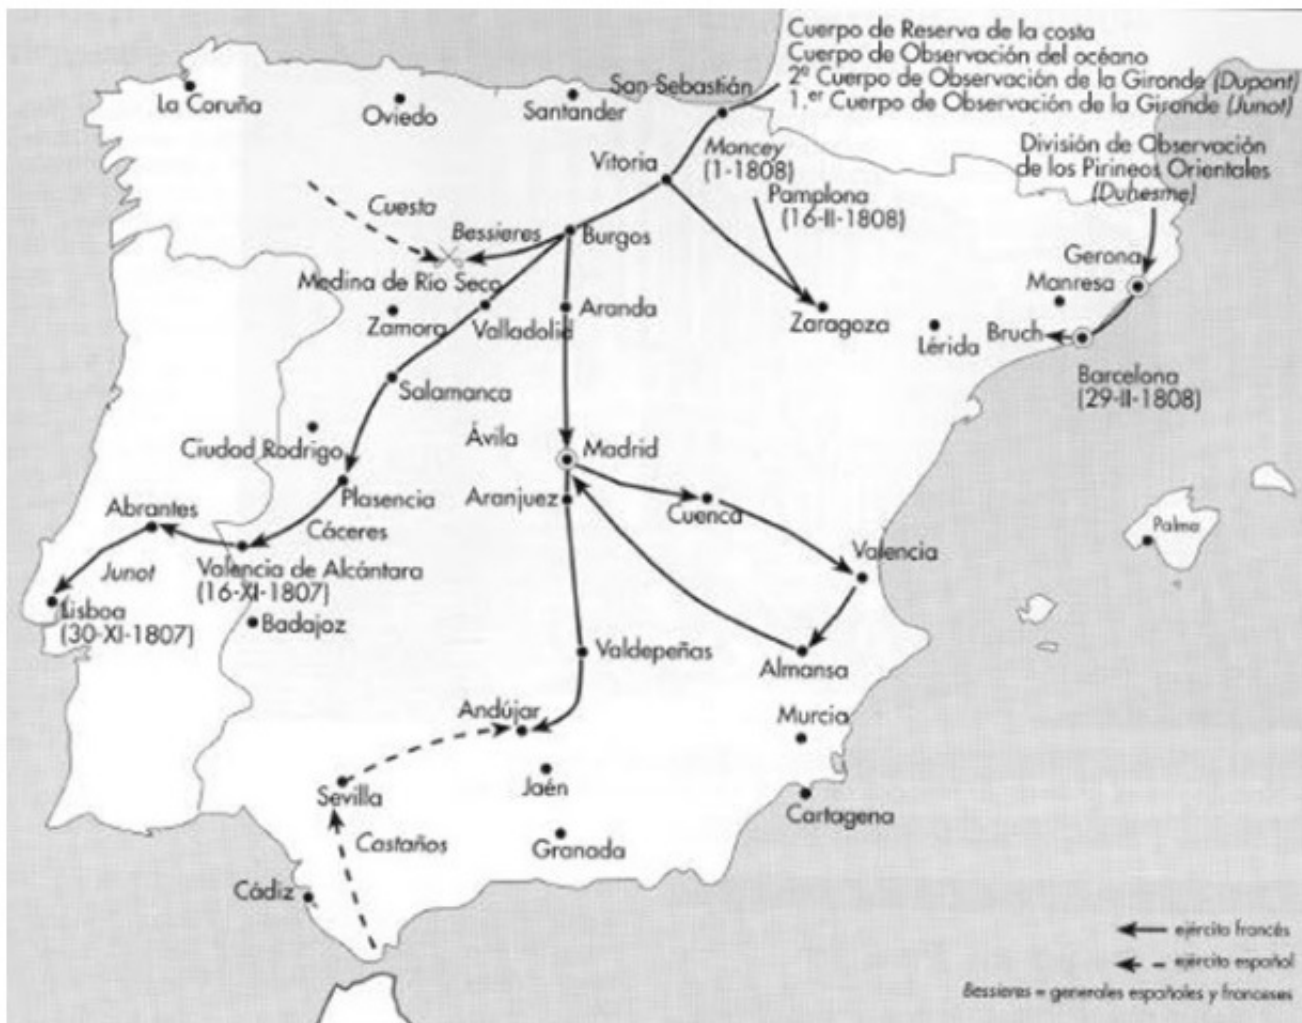 Cuerpo de Reserva de la costa
Cuerpo de Observación del océano
2º Cuerpo de Observación de la Gironde (Dupont)
1.er Cuerpo de Observación de la Gironde (Junot)
San Sebastián
La Coruña
Oviedo
Santander
División de Observación
de los Pirineos Orientales
(Duhesme)
Vitoria
Moncey
(1-1808)
Pamplona
(16-II-1808)
Cuesta
Bessieres
Burgos
Gerona
Manresa
Medina de Río Seco
Zamora
Valladolid
Aranda
Zaragoza
Lérida
Bruch
Barcelona
(29-II-1808)
Salamanca
Ávila
Madrid
Ciudad Rodrigo
Plasencia
Aranjuez
Cuenca
Abrantes
Cáceres
Palma
Valencia
Junot
Valencia de Alcántara
(16-XI-1807)
Lisboa
(30-XI-1807)
Badajoz
Valdepeñas
Almansa
Andújar
Murcia
Sevilla
Jaén
Cartagena
Castaños
Granada
Cádiz
ejército francés
ejército español
Bessieres = generales españoles y franceses